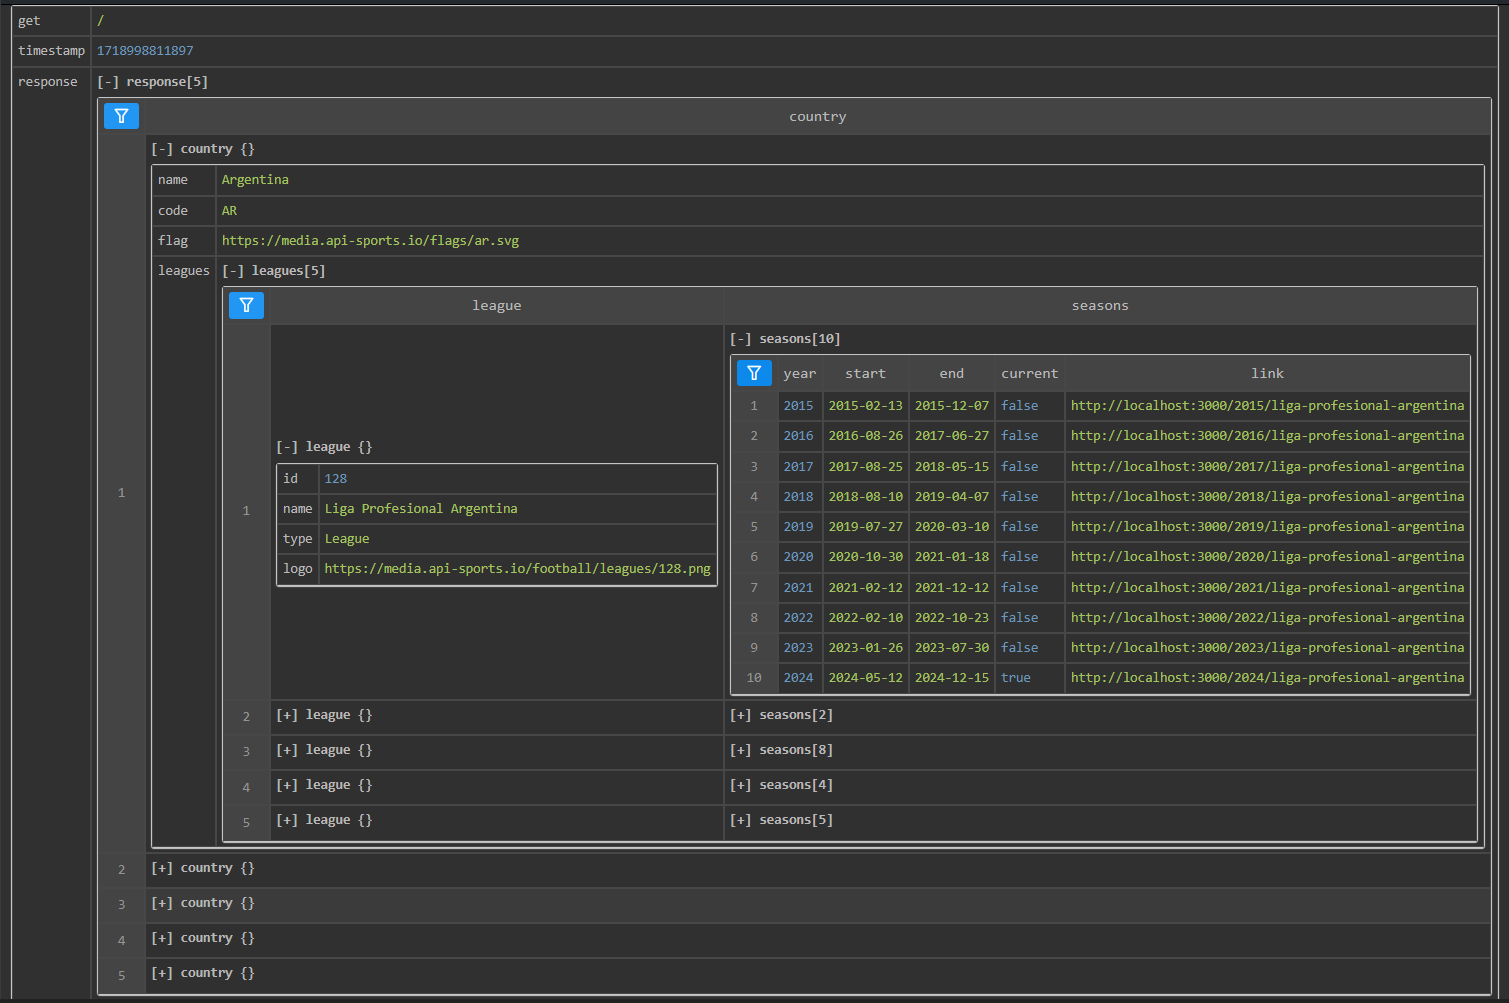 get /
timestamp 1718998811897
response [-] response[5]
country
[-] country {}
name Argentina
code AR
flag https://media.api-sports.io/flags/ar.svg
leagues [-] leagues[5]
league seasons
[-] seasons[10]
year start end current link
1 2015 2015-02-13 2015-12-07 false http://localhost:3000/2015/liga-profesional-argentina
2 2016 2016-08-26 2017-06-27 false http://localhost:3000/2016/liga-profesional-argentina
[-] league {}
3 2017 2017-08-25 2018-05-15 false http://localhost:3000/2017/liga-profesional-argentina
id 128
1
4 2018 2018-08-10 2019-04-07 false http://localhost:3000/2018/liga-profesional-argentina
name Liga Profesional Argentina
1
5 2019 2019-07-27 2020-03-10 false http://localhost:3000/2019/liga-profesional-argentina
type League
6 2020 2020-10-30 2021-01-18 false http://localhost:3000/2020/liga-profesional-argentina
logo https://media.api-sports.io/football/leagues/128.png
7 2021 2021-02-12 2021-12-12 false http://localhost:3000/2021/liga-profesional-argentina
8 2022 2022-02-10 2022-10-23 false http://localhost:3000/2022/liga-profesional-argentina
9 2023 2023-01-26 2023-07-30 false http://localhost:3000/2023/liga-profesional-argentina
10 2024 2024-05-12 2024-12-15 true http://localhost:3000/2024/liga-profesional-argentina
2 [+] league {} [+] seasons[2]
3 [+] league {} [+] seasons[8]
4 [+] league {} [+] seasons[4]
5 [+] league {} [+] seasons[5]
2 [+] country {}
3 [+] country {}
4 [+] country {}
5 [+] country {}